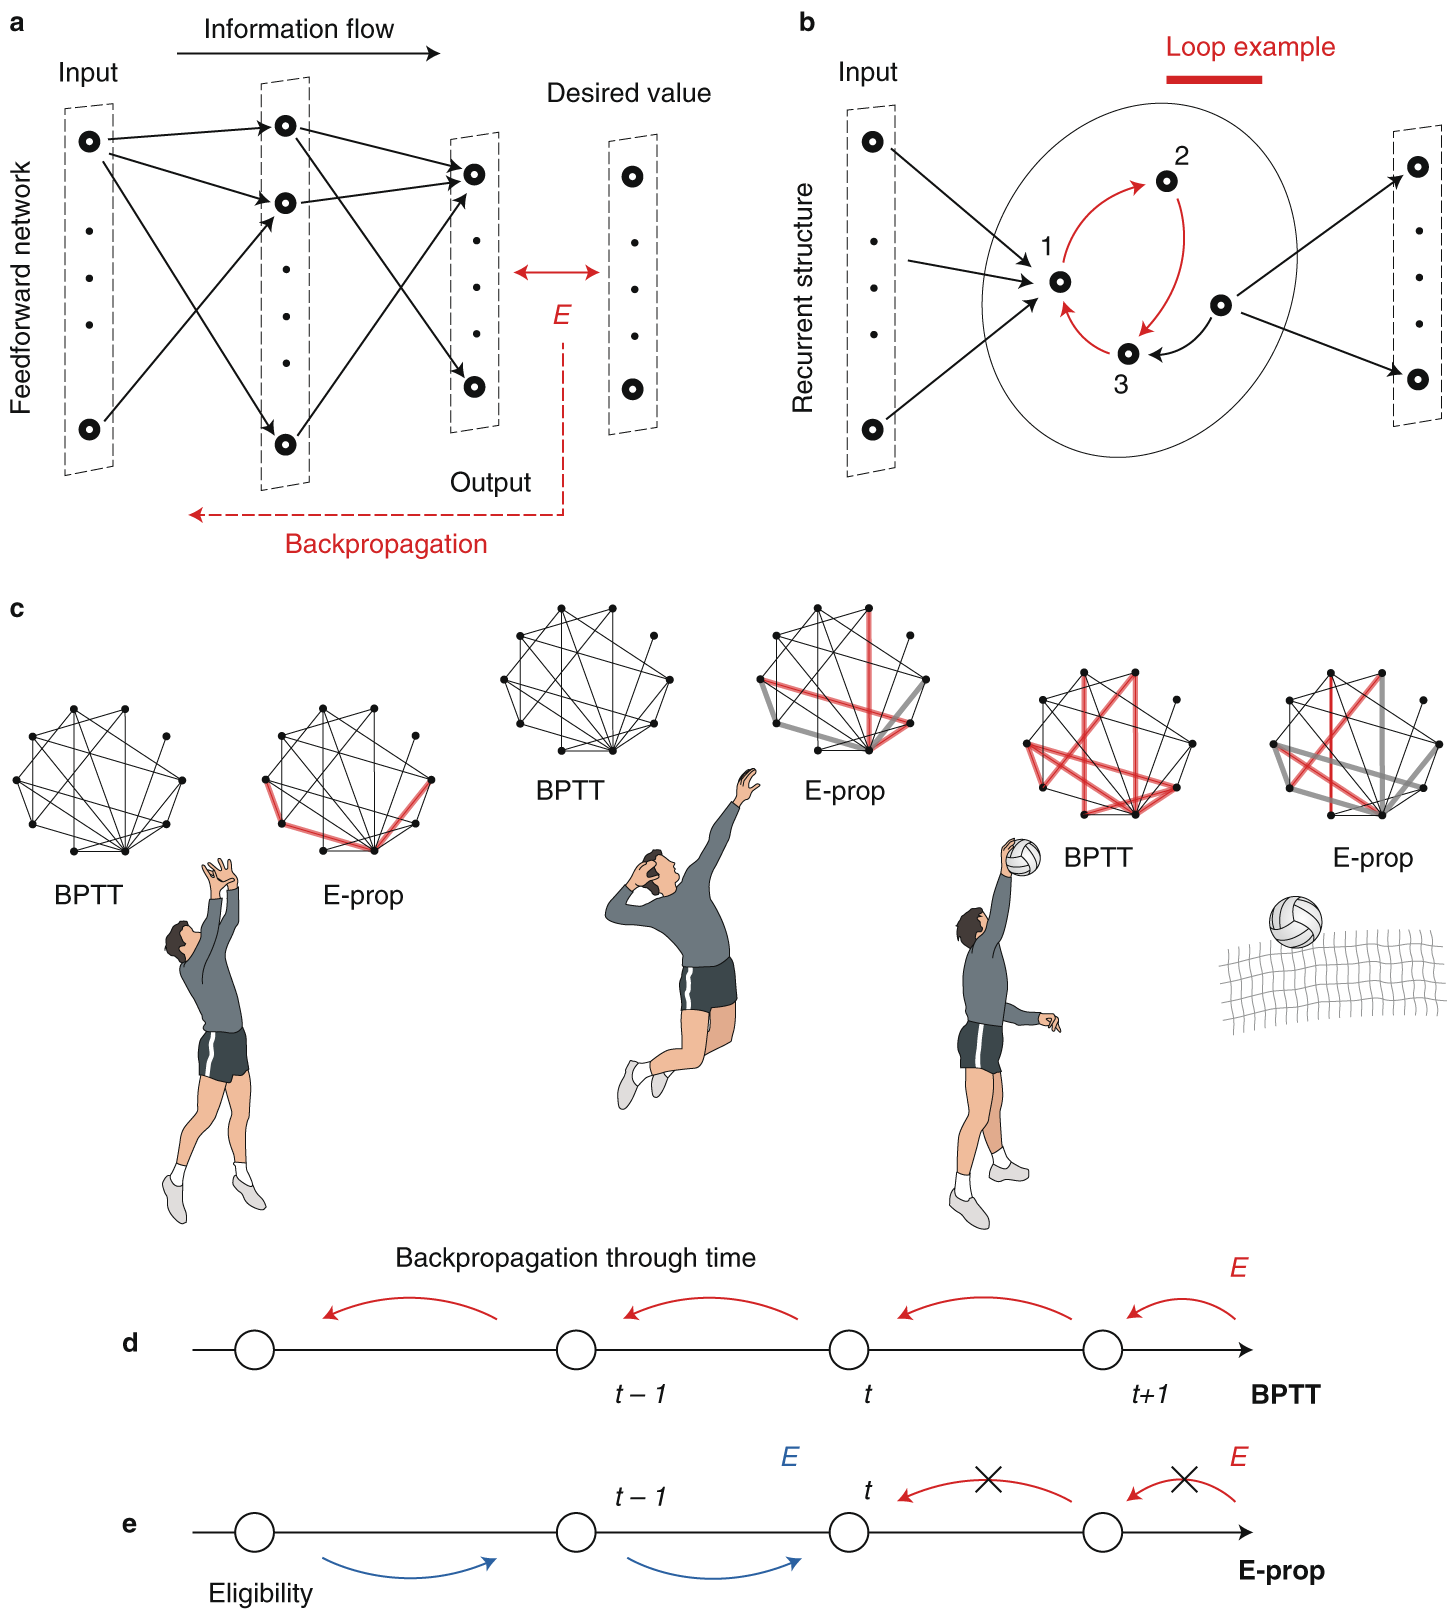 a
Information flow
Input
Desired value
Feedforward network
E
Output
Backpropagation
b
Loop example
Input
Recurrent structure
1
2
3
c
BPTT
E-prop
BPTT
E-prop
BPTT
E-prop
Backpropagation through time
E
d
t – 1
t
t+1
BPTT
E
E
t – 1
t
e
E-prop
Eligibility